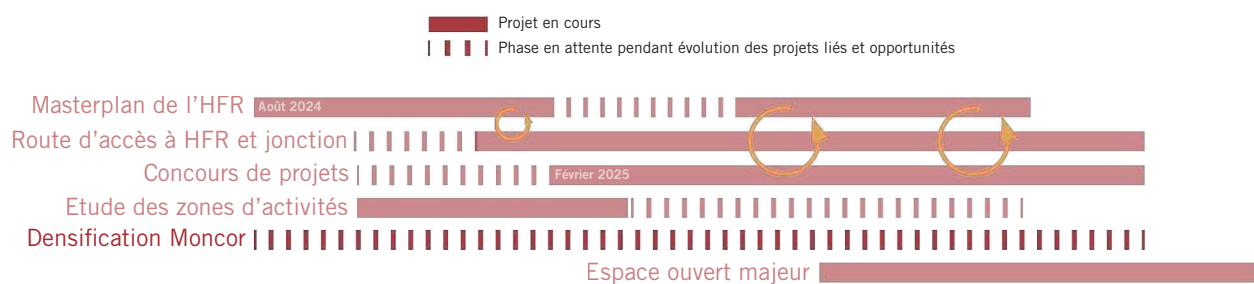 Projet en cours
Phase en attente pendant évolution des projets liés et opportunités
Masterplan de l'HFR
Août 2024
Route d'accès à HFR et jonction
Concours de projets
Février 2025
Etude des zones d'activités
Densification Moncor
Espace ouvert majeur